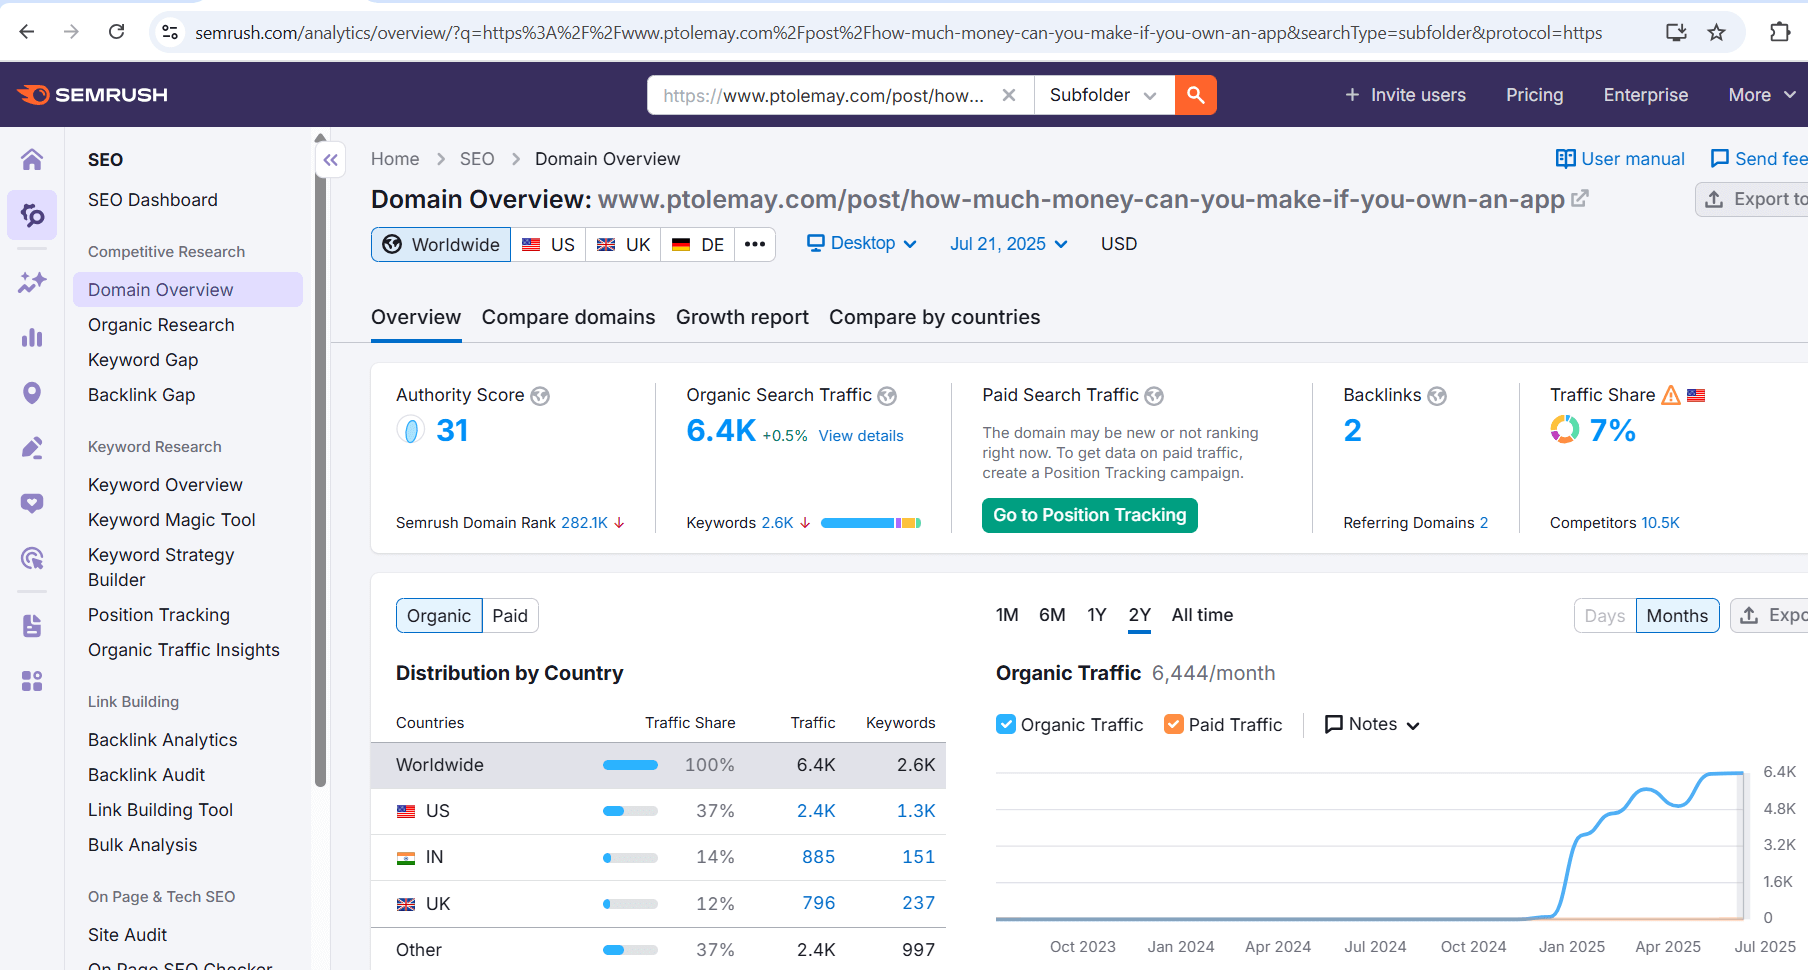 semrush.com/analytics/overview/?q=https%3A%2F%2Fwww.ptolemay.com%2Fpost%2Fhow-much-money-can-you-make-if-you-own-an-app&searchType=subfolder&protocol=https
SEMRUSH
https://www.ptolemay.com/post/how...
Subfolder
Invite users
Pricing
Enterprise
More
SEO
SEO Dashboard
Competitive Research
Domain Overview
Organic Research
Keyword Gap
Backlink Gap
Keyword Research
Keyword Overview
Keyword Magic Tool
Keyword Strategy
Builder
Position Tracking
Organic Traffic Insights
Link Building
Backlink Analytics
Backlink Audit
Link Building Tool
Bulk Analysis
On Page & Tech SEO
Site Audit
On Page SEO Checker
Home > SEO > Domain Overview
User manual
Send fee
Domain Overview: www.ptolemay.com/post/how-much-money-can-you-make-if-you-own-an-app
Export to
Worldwide US UK DE ••• Desktop Jul 21, 2025 USD
Overview Compare domains Growth report Compare by countries
Authority Score
31
Semrush Domain Rank 282.1K ↓
Organic Search Traffic
6.4K +0.5% View details
Keywords 2.6K ↓
Paid Search Traffic
The domain may be new or not ranking
right now. To get data on paid traffic,
create a Position Tracking campaign.
Go to Position Tracking
Backlinks
2
Referring Domains 2
Traffic Share
7%
Competitors 10.5K
Organic Paid
Distribution by Country
Countries Traffic Share Traffic Keywords
Worldwide 100% 6.4K 2.6K
US 37% 2.4K 1.3K
IN 14% 885 151
UK 12% 796 237
Other 37% 2.4K 997
1M 6M 1Y 2Y All time
Days Months
Expo
Organic Traffic 6,444/month
Organic Traffic Paid Traffic Notes
6.4K
4.8K
3.2K
1.6K
0
Oct 2023 Jan 2024 Apr 2024 Jul 2024 Oct 2024 Jan 2025 Apr 2025 Jul 2025